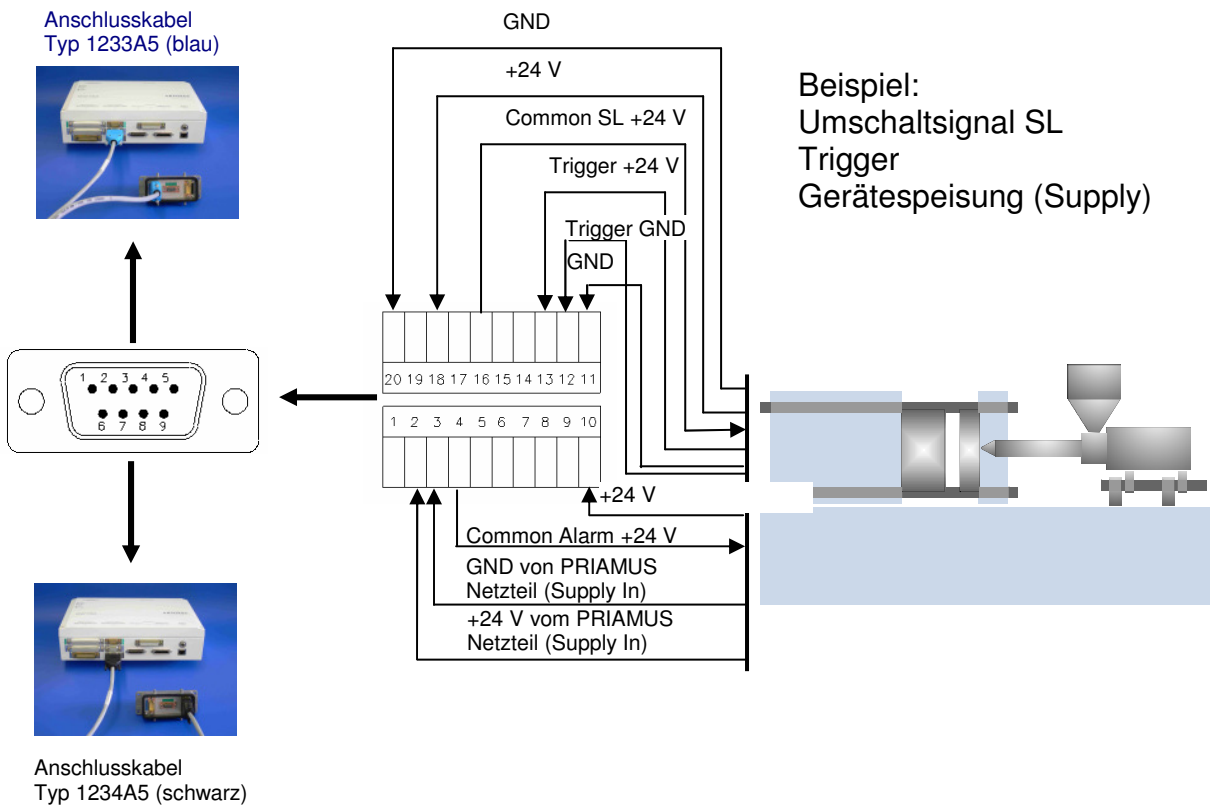 Anschlusskabel
Typ 1233A5 (blau)
GND
+24 V
Common SL +24 V
Trigger +24 V
Trigger GND
GND
Beispiel:
Umschaltsignal SL
Trigger
Gerätespeisung (Supply)
1 2 3 4 5
6 7 8 9
20 19 18 17 16 15 14 13 12 11
1 2 3 4 5 6 7 8 9 10
+24 V
Common Alarm +24 V
GND von PRIAMUS
Netzteil (Supply In)
+24 V vom PRIAMUS
Netzteil (Supply In)
Anschlusskabel
Typ 1234A5 (schwarz)